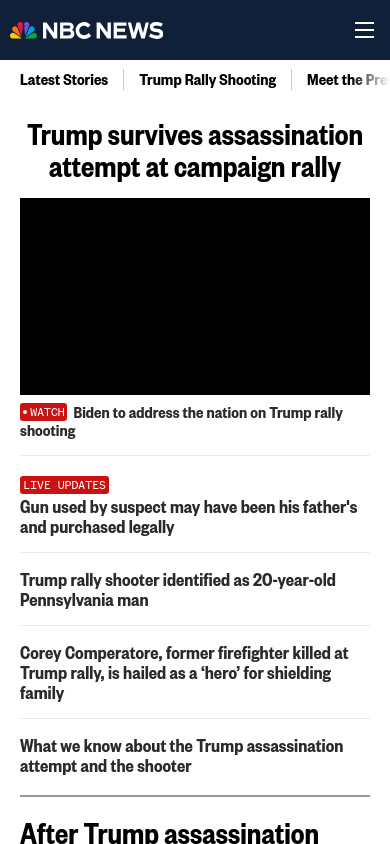 NBC NEWS
Latest Stories
Trump Rally Shooting
Meet the Pre
Trump survives assassination
attempt at campaign rally
WATCH Biden to address the nation on Trump rally
shooting
LIVE UPDATES
Gun used by suspect may have been his father's
and purchased legally
Trump rally shooter identified as 20-year-old
Pennsylvania man
Corey Comperatore, former firefighter killed at
Trump rally, is hailed as a ‘hero’ for shielding
family
What we know about the Trump assassination
attempt and the shooter
After Trump assassination